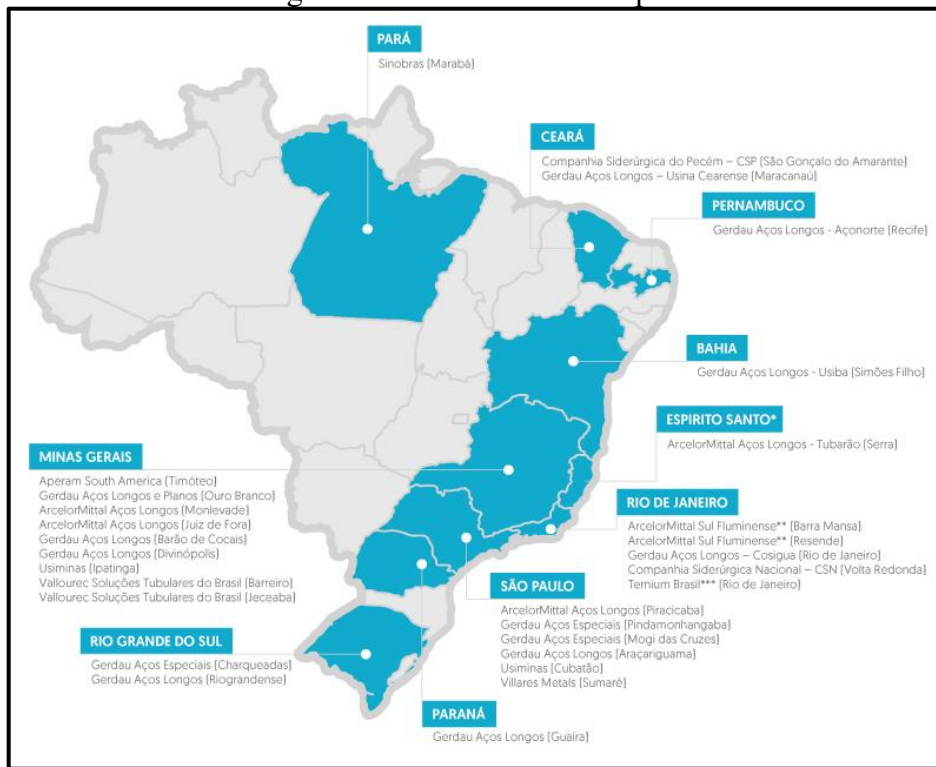 PARÁ
Sinobras (Marabá)
CEARÁ
Companhia Siderúrgica do Pecém – CSP (São Gonçalo do Amarante)
Gerdau Aços Longos – Usina Cearense (Maracanaú)
PERNAMBUCO
Gerdau Aços Longos - Açonorte (Recife)
BAHIA
Gerdau Aços Longos - Usiba (Simões Filho)
ESPIRITO SANTO*
ArcelorMittal Aços Longos - Tubarão (Serra)
MINAS GERAIS
Aperam South America (Timóteo)
Gerdau Aços Longos e Planos (Ouro Branco)
ArcelorMittal Aços Longos (Monlevade)
ArcelorMittal Aços Longos (Juiz de Fora)
Gerdau Aços Longos (Barão de Cocais)
Gerdau Aços Longos (Divinópolis)
Usiminas (Ipatinga)
Vallourec Soluções Tubulares do Brasil (Barreiro)
Vallourec Soluções Tubulares do Brasil (Jeceaba)
RIO DE JANEIRO
ArcelorMittal Sul Fluminense** (Barra Mansa)
ArcelorMittal Sul Fluminense** (Resende)
Gerdau Aços Longos – Cosigua (Rio de Janeiro)
Companhia Siderúrgica Nacional – CSN (Volta Redonda)
Ternium Brasil*** (Rio de Janeiro)
SÃO PAULO
ArcelorMittal Aços Longos (Piracicaba)
Gerdau Aços Especiais (Pindamonhangaba)
Gerdau Aços Especiais (Mogi das Cruzes)
Gerdau Aços Longos (Araçariguama)
Usiminas (Cubatão)
Villares Metals (Sumaré)
RIO GRANDE DO SUL
Gerdau Aços Especiais (Charqueadas)
Gerdau Aços Longos (Riograndense)
PARANÁ
Gerdau Aços Longos (Guaíra)